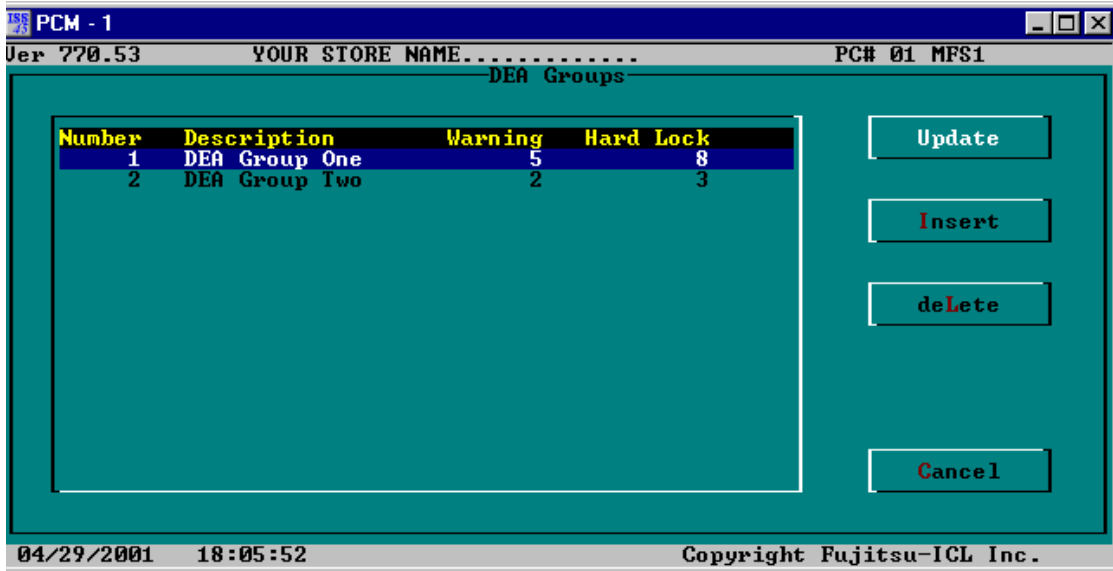 ISS 45 PCM - 1
Ver 770.53 YOUR STORE NAME............. PC# 01 MFS1
DEA Groups
Number Description Warning Hard Lock
1 DEA Group One 5 8
2 DEA Group Two 2 3
Update
Insert
deLete
Cancel
04/29/2001 18:05:52 Copyright Fujitsu-ICL Inc.